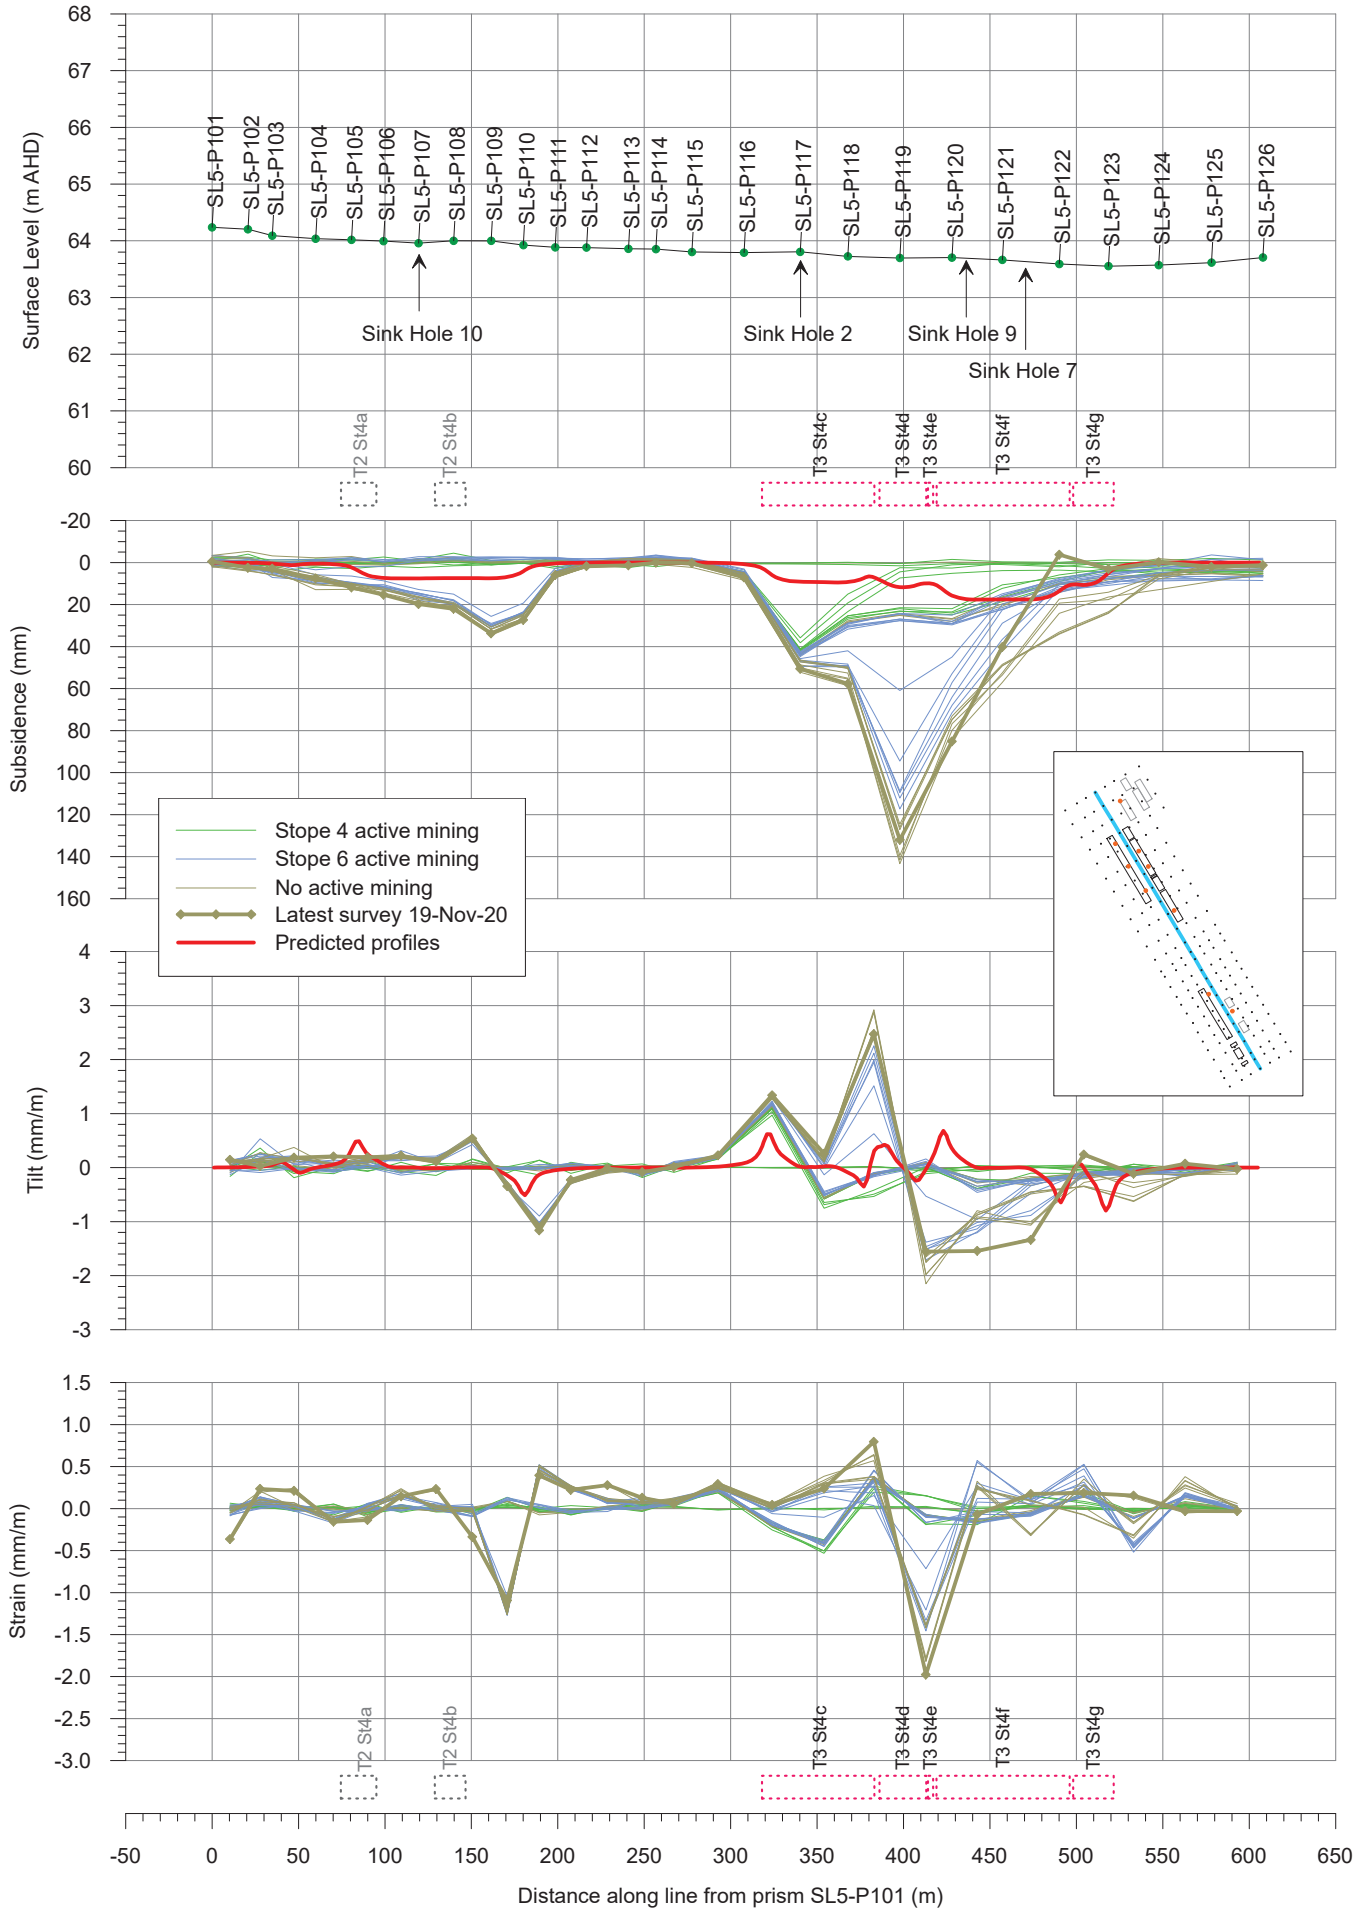 68
67
66
65
64
63
62
61
60
Surface Level (m AHD)
SL5-P101
SL5-P102
SL5-P103
SL5-P104
SL5-P105
SL5-P106
SL5-P107
SL5-P108
SL5-P109
SL5-P110
SL5-P111
SL5-P112
SL5-P113
SL5-P114
SL5-P115
SL5-P116
SL5-P117
SL5-P118
SL5-P119
SL5-P120
SL5-P121
SL5-P122
SL5-P123
SL5-P124
SL5-P125
SL5-P126
Sink Hole 10
Sink Hole 2
Sink Hole 9
Sink Hole 7
T2 St4a
T2 St4b
T3 St4c
T3 St4d
T3 St4e
T3 St4f
T3 St4g
-20
0
20
40
60
80
100
120
140
160
Subsidence (mm)
Stope 4 active mining
Stope 6 active mining
No active mining
Latest survey 19-Nov-20
Predicted profiles
4
3
2
1
0
-1
-2
-3
Tilt (mm/m)
1.5
1.0
0.5
0.0
-0.5
-1.0
-1.5
-2.0
-2.5
-3.0
Strain (mm/m)
T2 St4a
T2 St4b
T3 St4c
T3 St4d
T3 St4e
T3 St4f
T3 St4g
-50 0 50 100 150 200 250 300 350 400 450 500 550 600 650
Distance along line from prism SL5-P101 (m)